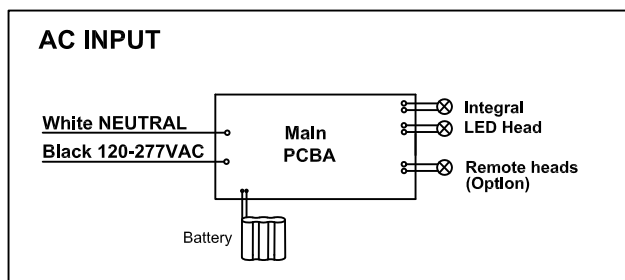 AC INPUT
White NEUTRAL
Black 120-277VAC
MaIn
PCBA
Integral
LED Head
Remote heads
(Option)
Battery